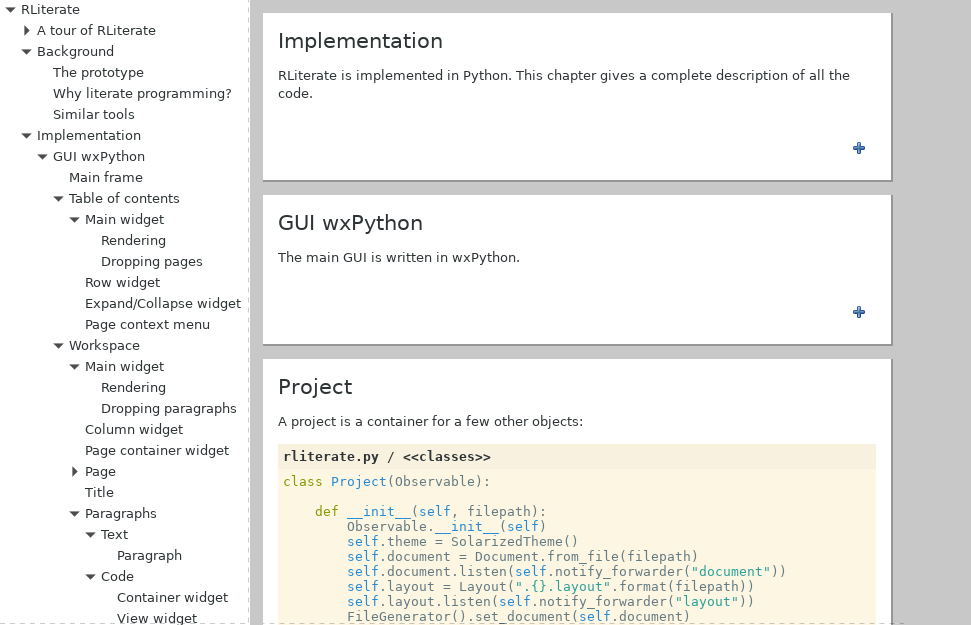 RLiterate
A tour of RLiterate
Background
The prototype
Why literate programming?
Similar tools
Implementation
GUI wxPython
Main frame
Table of contents
Main widget
Rendering
Dropping pages
Row widget
Expand/Collapse widget
Page context menu
Workspace
Main widget
Rendering
Dropping paragraphs
Column widget
Page container widget
Page
Title
Paragraphs
Text
Paragraph
Code
Container widget
View widget
Implementation
RLiterate is implemented in Python. This chapter gives a complete description of all the
code.
GUI wxPython
The main GUI is written in wxPython.
Project
A project is a container for a few other objects:
rliterate.py / <<classes>>
class Project(Observable):
    def __init__(self, filepath):
        Observable.__init__(self)
        self.theme = SolarizedTheme()
        self.document = Document.from_file(filepath)
        self.document.listen(self.notify_forwarder("document"))
        self.layout = Layout(".{}.layout".format(filepath))
        self.layout.listen(self.notify_forwarder("layout"))
        FileGenerator().set_document(self.document)